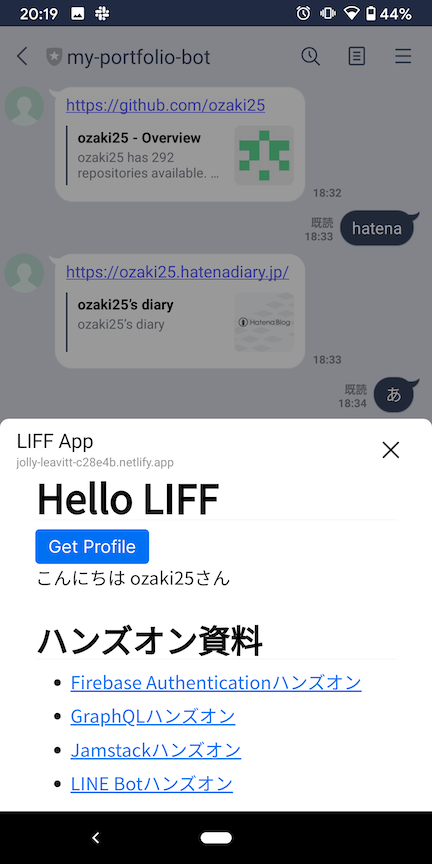 20:19
44%
my-portfolio-bot
https://github.com/ozaki25
ozaki25 - Overview
ozaki25 has 292
repositories available. ...
18:32
既読
18:33
hatena
https://ozaki25.hatenadiary.jp/
ozaki25's diary
ozaki25's diary
HatenaBlog
18:33
既読
18:34
あ
LIFF App
jolly-leavitt-c28e4b.netlify.app
Hello LIFF
Get Profile
こんにちは ozaki25さん
ハンズオン資料
Firebase Authenticationハンズオン
GraphQLハンズオン
Jamstackハンズオン
LINE Botハンズオン